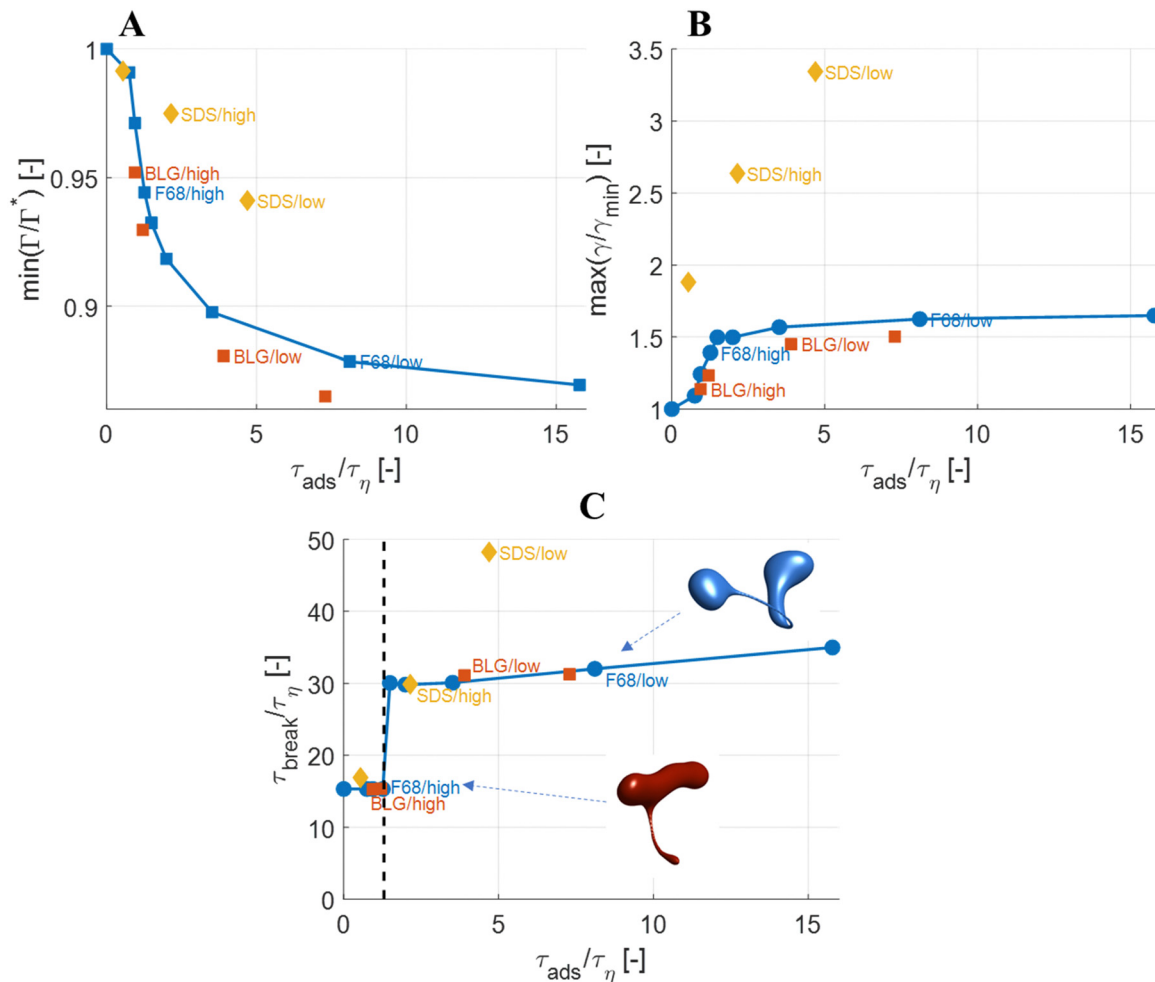 A
B
1
0.95
0.9
min(Γ/Γ*) [-]
SDS/high
BLG/high
F68/high
SDS/low
BLG/low
F68/low
0 5 10 15
τads/τη [-]
3.5
3
2.5
2
1.5
1
max(γ/γmin) [-]
SDS/low
SDS/high
F68/low
F68/high
BLG/low
BLG/high
0 5 10 15
τads/τη [-]
C
50
40
30
20
10
0
τbreak/τη [-]
SDS/low
BLG/low
SDS/high
F68/low
F68/high
BLG/high
0 5 10 15
τads/τη [-]